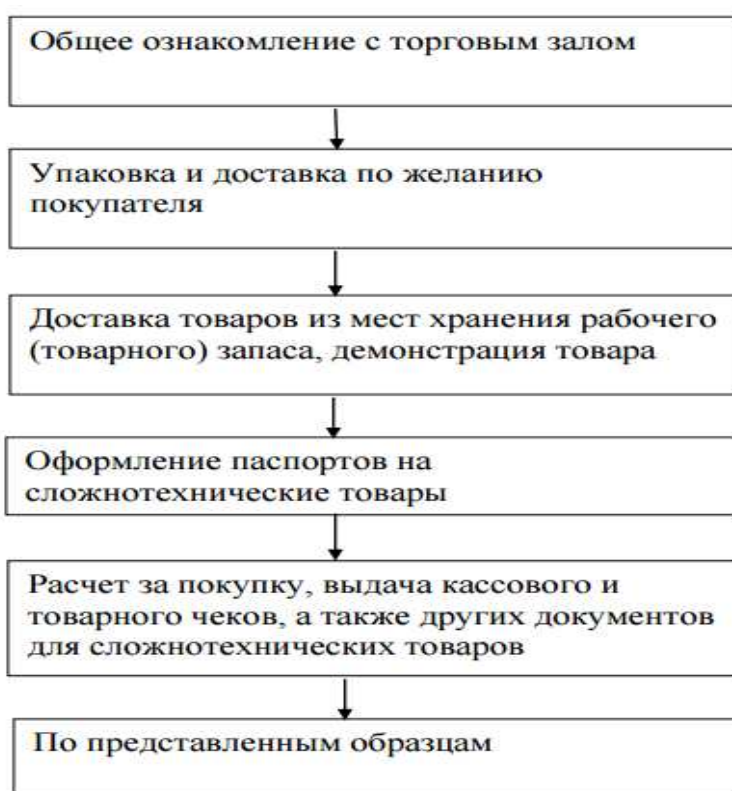 Общее ознакомление с торговым залом
Упаковка и доставка по желанию
покупателя
Доставка товаров из мест хранения рабочего
(товарного) запаса, демонстрация товара
Оформление паспортов на
сложнотехнические товары
Расчет за покупку, выдача кассового и
товарного чеков, а также других документов
для сложнотехнических товаров
По представленным образцам